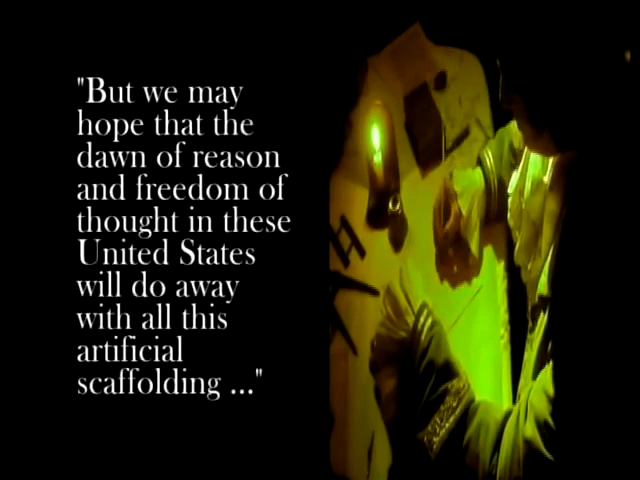 "But we may
hope that the
dawn of reason
and freedom of
thought in these
United States
will do away
with all this
artificial
scaffolding ..."